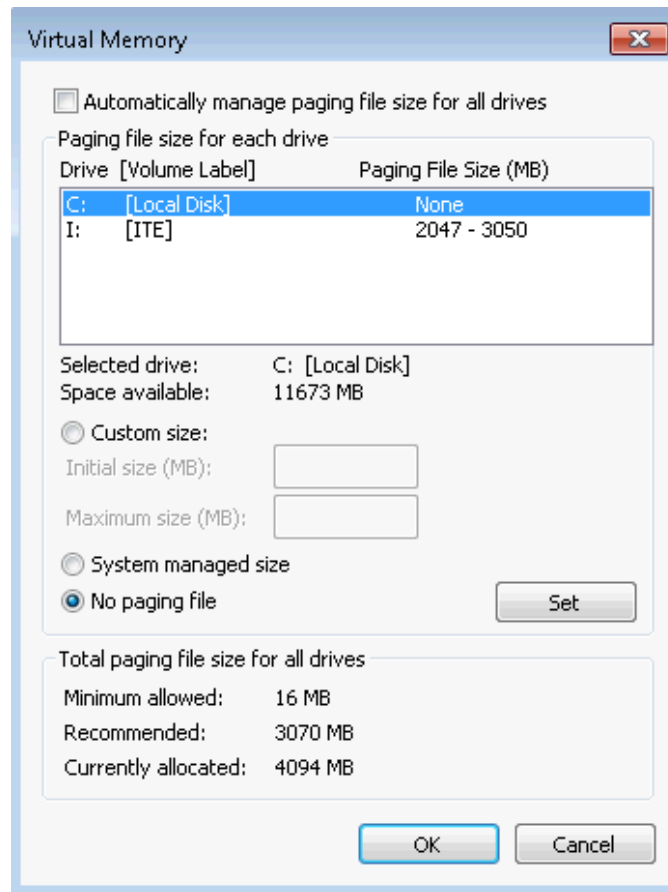 Virtual Memory
Automatically manage paging file size for all drives
Paging file size for each drive
Drive [Volume Label] Paging File Size (MB)
C: [Local Disk] None
I: [ITE] 2047 - 3050
Selected drive: C: [Local Disk]
Space available: 11673 MB
Custom size:
Initial size (MB):
Maximum size (MB):
System managed size
No paging file Set
Total paging file size for all drives
Minimum allowed: 16 MB
Recommended: 3070 MB
Currently allocated: 4094 MB
OK Cancel